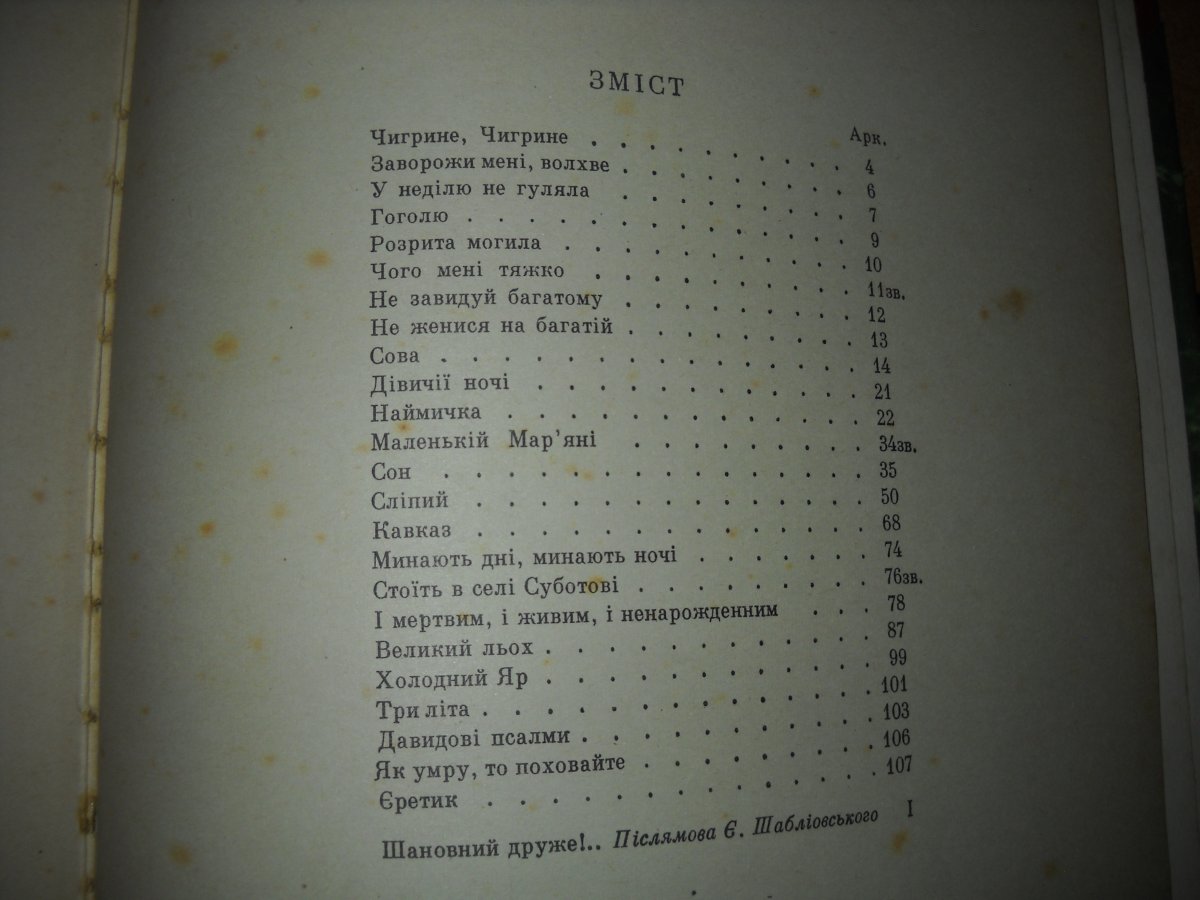 ЗМІСТ
Арк.
Чигрине, Чигрине . . . . . . . . . 4
Заворожи мені, волхве . . . . . . . . 6
У неділю не гуляла . . . . . . . . 7
Гоголю . . . . . . . . . . . . . 9
Розрита могила . . . . . . . . . . 10
Чого мені тяжко . . . . . . . . . 11зв.
Не завидуй багатому . . . . . . . . 12
Не женися на багатій . . . . . . . . 13
Сова . . . . . . . . . . . . . . 14
Дівичії ночі . . . . . . . . . . . 21
Наймичка . . . . . . . . . . . . 22
Маленькій Мар’яні . . . . . . . . 34зв.
Сон . . . . . . . . . . . . . . 35
Сліпий . . . . . . . . . . . . . 50
Кавказ . . . . . . . . . . . . . 68
Минають дні, минають ночі . . . . . . 74
Стоїть в селі Суботові . . . . . . . . 76зв.
І мертвим, і живим, і ненарожденним . . . 78
Великий льох . . . . . . . . . . . 87
Холодний Яр . . . . . . . . . . . 99
Три літа . . . . . . . . . . . . . 101
Давидові псалми . . . . . . . . . . 103
Як умру, то поховайте . . . . . . . . 106
Єретик . . . . . . . . . . . . . 107
Шановний друже!.. Післямова Є. Шабліовського I